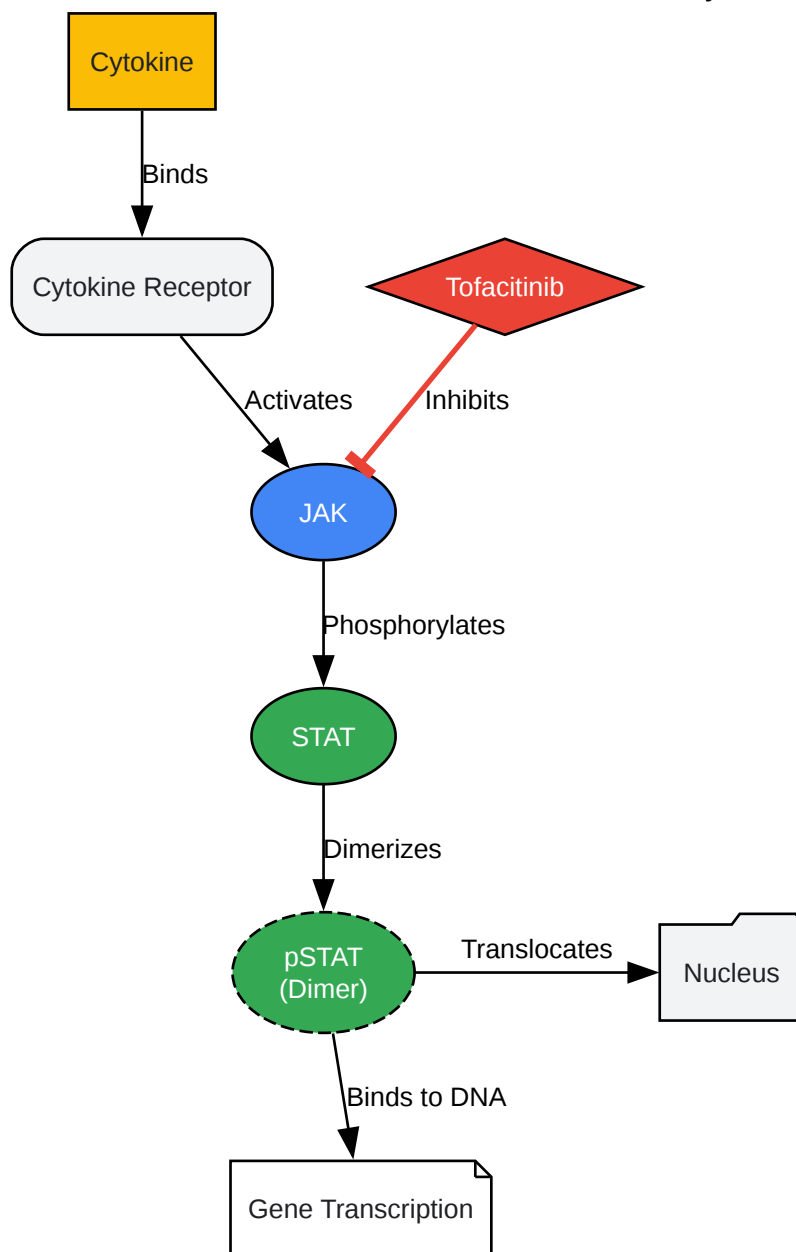 Cytokine
Binds
Cytokine Receptor
Tofacitinib
Activates
Inhibits
JAK
Phosphorylates
STAT
Dimerizes
pSTAT
(Dimer)
Translocates
Nucleus
Binds to DNA
Gene Transcription